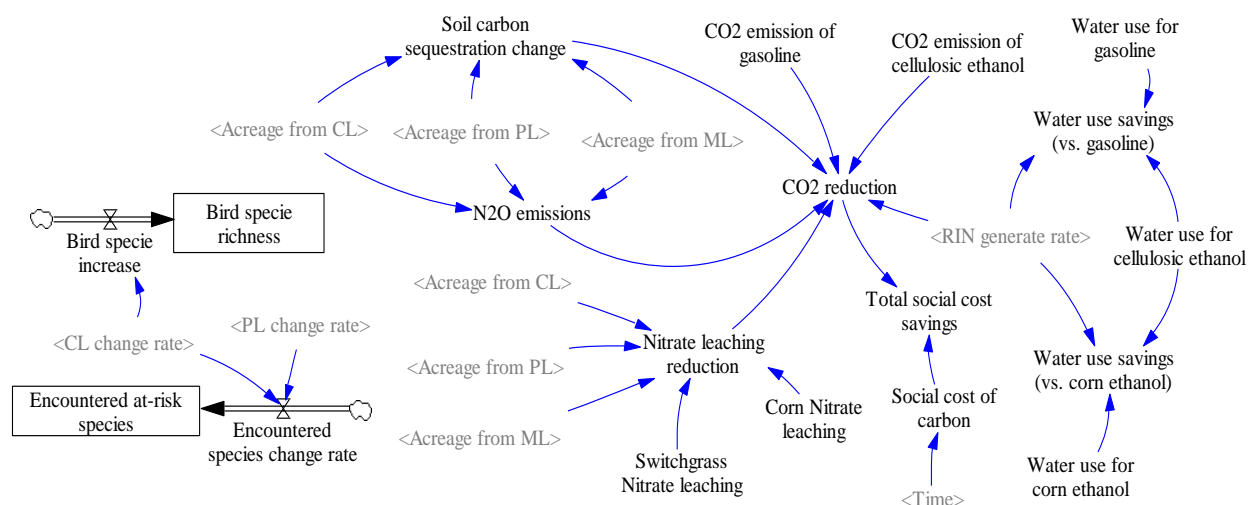 Soil carbon
sequestration change
CO2 emission of
gasoline
CO2 emission of
cellulosic ethanol
Water use for
gasoline
<Acreage from CL>
<Acreage from PL>
<Acreage from ML>
Water use savings
(vs. gasoline)
CO2 reduction
N2O emissions
Bird specie
richness
Bird specie
increase
<RIN generate rate>
Water use for
cellulosic ethanol
<Acreage from CL>
Total social cost
savings
<PL change rate>
<CL change rate>
Nitrate leaching
reduction
<Acreage from PL>
Water use savings
(vs. corn ethanol)
Encountered at-risk
species
Encountered
species change rate
<Acreage from ML>
Corn Nitrate
leaching
Social cost of
carbon
Switchgrass
Nitrate leaching
Water use for
corn ethanol
<Time>